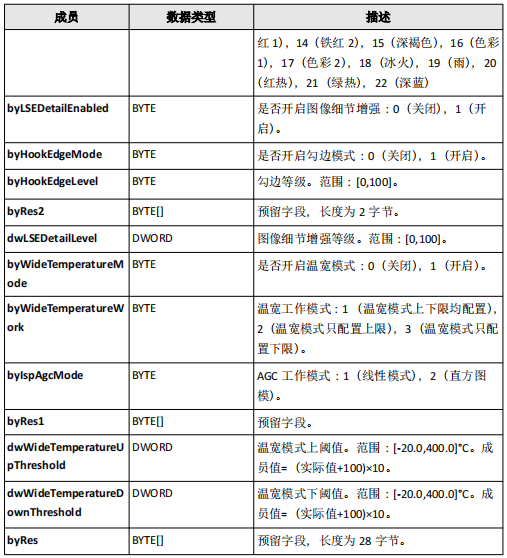 成员 数据类型 描述
红 1），14（铁红 2），15（深褐色），16（色彩
1），17（色彩 2），18（冰火），19（雨），20
（红热），21（绿热），22（深蓝）
byLSEDetailEnabled BYTE 是否开启图像细节增强：0（关闭），1（开
启）。
byHookEdgeMode BYTE 是否开启勾边模式：0（关闭），1（开启）。
byHookEdgeLevel BYTE 勾边等级。范围：[0,100]。
byRes2 BYTE[] 预留字段，长度为 2 字节。
dwLSEDetailLevel DWORD 图像细节增强等级。范围：[0,100]。
byWideTemperatureM BYTE 是否开启温宽模式：0（关闭），1（开启）。
ode
byWideTemperatureW BYTE 温宽工作模式：1（温宽模式上下限均配置），
ork 2（温宽模式只配置上限），3（温宽模式只配
置下限）。
byIspAgcMode BYTE AGC 工作模式：1（线性模式），2（直方图
模）。
byRes1 BYTE[] 预留字段。
dwWideTemperatureU DWORD 温宽模式上阈值。范围：[-20.0,400.0]°C。成
pThreshold 员值=（实际值+100)×10。
dwWideTemperatureD DWORD 温宽模式下阈值。范围：[-20.0,400.0]°C。成
ownThreshold 员值=（实际值+100)×10。
byRes BYTE[] 预留字段，长度为 28 字节。